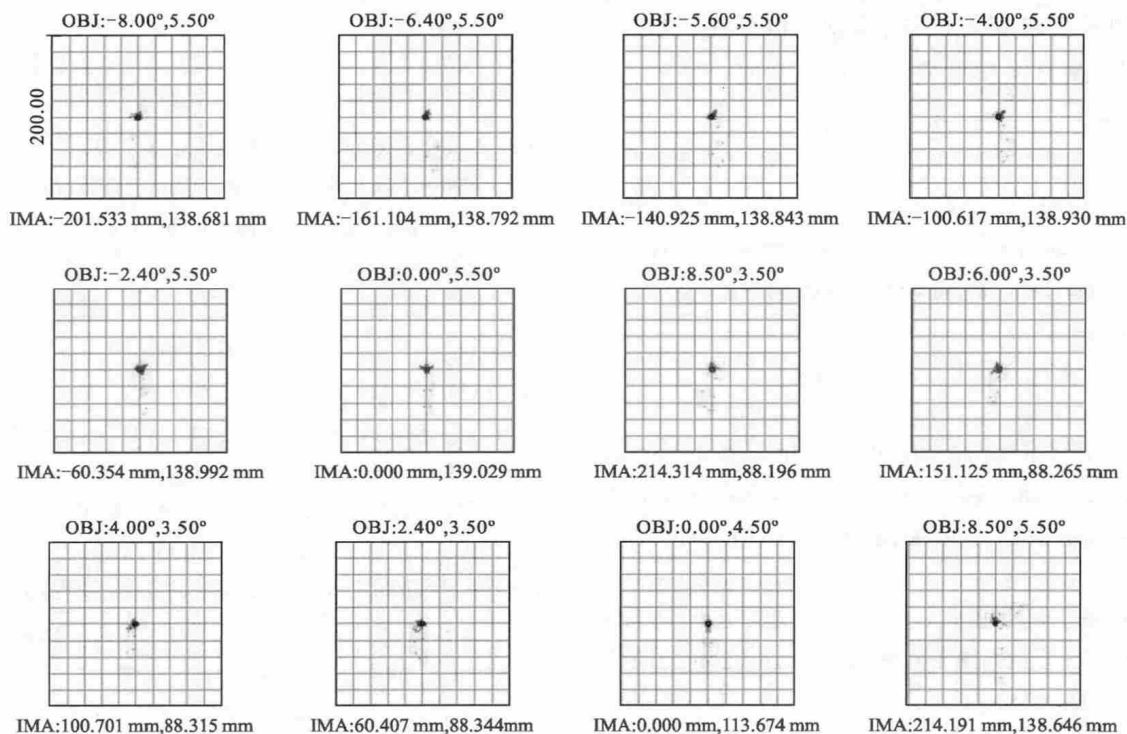 OBJ:−8.00°,5.50° OBJ:−6.40°,5.50° OBJ:−5.60°,5.50° OBJ:−4.00°,5.50°
200.00
IMA:−201.533 mm,138.681 mm IMA:−161.104 mm,138.792 mm IMA:−140.925 mm,138.843 mm IMA:−100.617 mm,138.930 mm
OBJ:−2.40°,5.50° OBJ:0.00°,5.50° OBJ:8.50°,3.50° OBJ:6.00°,3.50°
IMA:−60.354 mm,138.992 mm IMA:0.000 mm,139.029 mm IMA:214.314 mm,88.196 mm IMA:151.125 mm,88.265 mm
OBJ:4.00°,3.50° OBJ:2.40°,3.50° OBJ:0.00°,4.50° OBJ:8.50°,5.50°
IMA:100.701 mm,88.315 mm IMA:60.407 mm,88.344mm IMA:0.000 mm,113.674 mm IMA:214.191 mm,138.646 mm